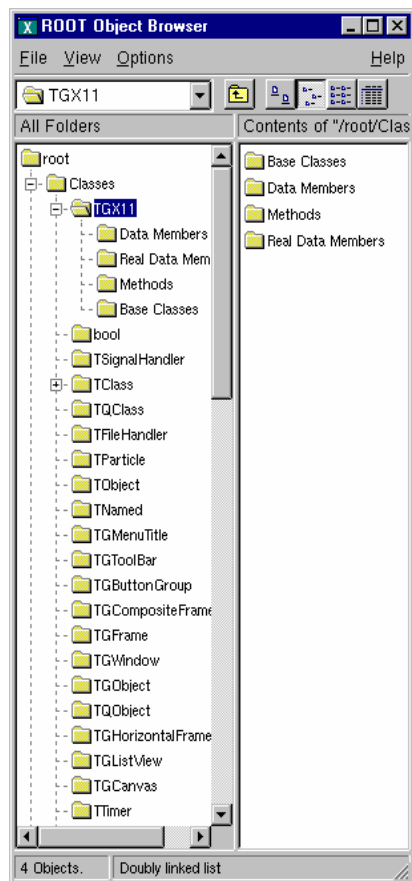 X ROOT Object Browser
File View Options Help
TGX11
All Folders
Contents of "/root/Clas
root
Classes
TGX11
Data Members
Real Data Mem
Methods
Base Classes
bool
TSignalHandler
TClass
TQClass
TFileHandler
TParticle
TObject
TNamed
TGMenuTitle
TGToolBar
TGButtonGroup
TGCompositeFrame
TGFrame
TGWindow
TGObject
TQObject
TGHorizontalFrame
TGListView
TGCanvas
TTimer
Base Classes
Data Members
Methods
Real Data Members
4 Objects.
Doubly linked list